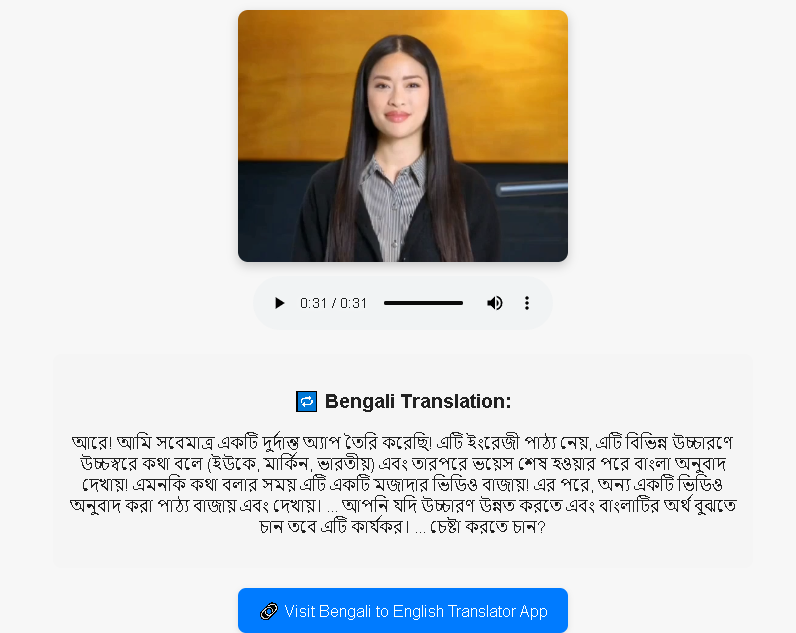 0:31 / 0:31
Bengali Translation:
আরে! আমি সবেমাত্র একটি দুর্দান্ত অ্যাপ তৈরি করেছি! এটি ইংরেজী পাঠ্য নেয়, এটি বিভিন্ন উচ্চারণে
উচ্চস্বরে কথা বলে (ইউকে, মার্কিন, ভারতীয়) এবং তারপরে ভয়েস শেষ হওয়ার পরে বাংলা অনুবাদ
দেখায়! এমনকি কথা বলার সময় এটি একটি মজাদার ভিডিও বাজায়! এর পরে, অন্য একটি ভিডিও
অনুবাদ করা পাঠ্য বাজায় এবং দেখায়। ... আপনি যদি উচ্চারণ উন্নত করতে এবং বাংলাটির অর্থ বুঝতে
চান তবে এটি কার্যকর। ... চেষ্টা করতে চান?
Visit Bengali to English Translator App